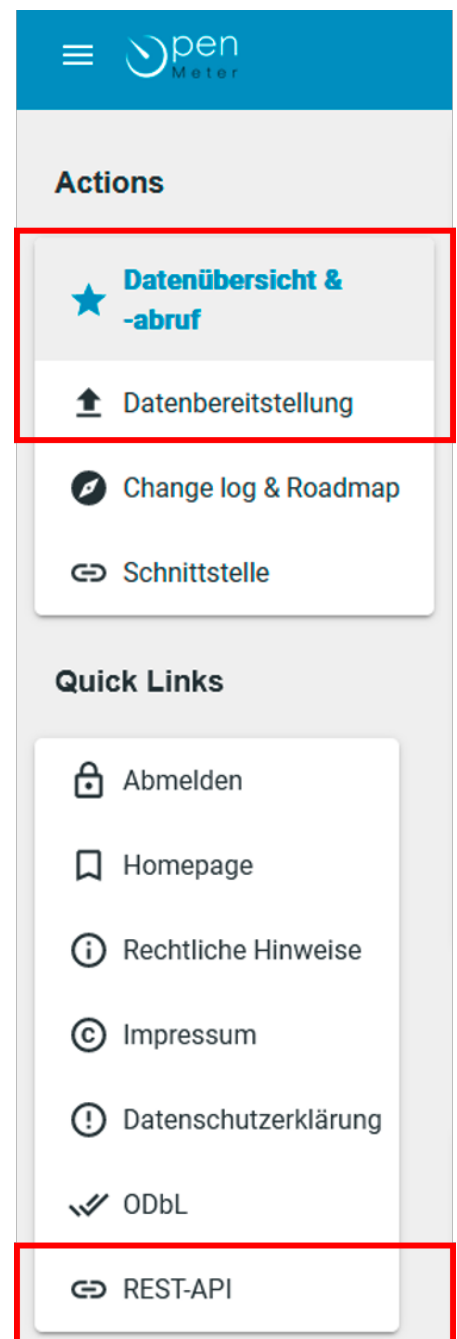 Open
Meter
Actions
Datenübersicht &
-abruf
Datenbereitstellung
Change log & Roadmap
Schnittstelle
Quick Links
Abmelden
Homepage
Rechtliche Hinweise
Impressum
Datenschutzerklärung
ODbL
REST-API